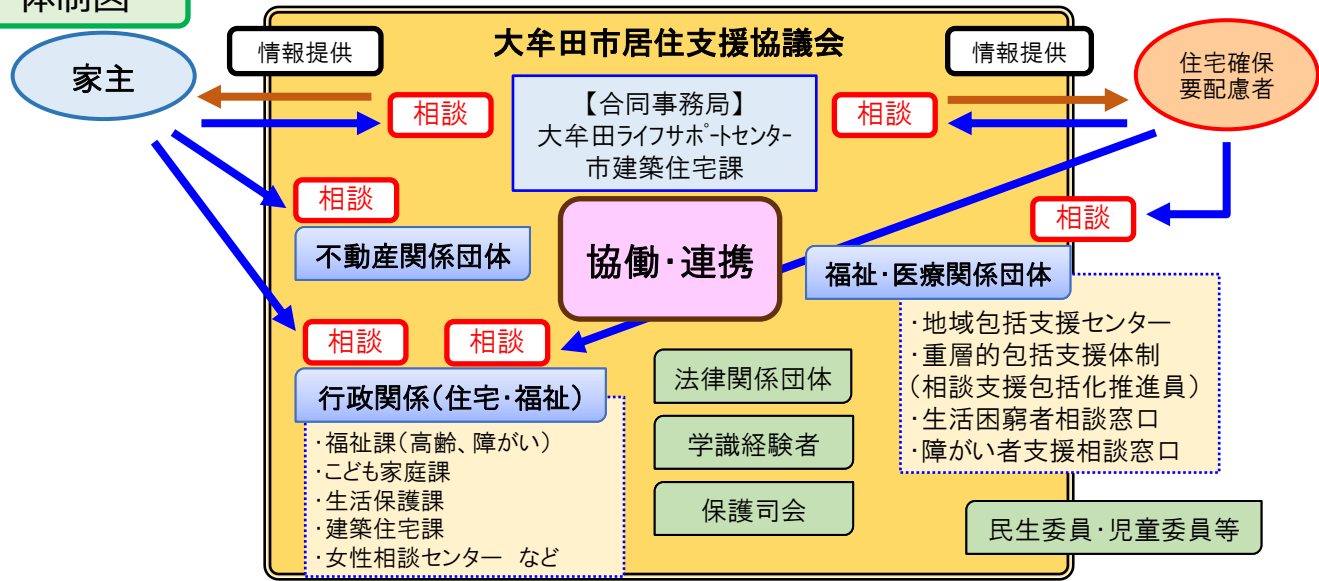 体制図
大牟田市居住支援協議会
家主
情報提供
情報提供
住宅確保
要配慮者
相談
相談
【合同事務局】
大牟田ライフサポートセンター
市建築住宅課
相談
相談
不動産関係団体
協働・連携
福祉・医療関係団体
・地域包括支援センター
・重層的包括支援体制
(相談支援包括化推進員)
・生活困窮者相談窓口
・障がい者支援相談窓口
相談
相談
行政関係(住宅・福祉)
・福祉課(高齢、障がい)
・こども家庭課
・生活保護課
・建築住宅課
・女性相談センター など
法律関係団体
学識経験者
保護司会
民生委員・児童委員等